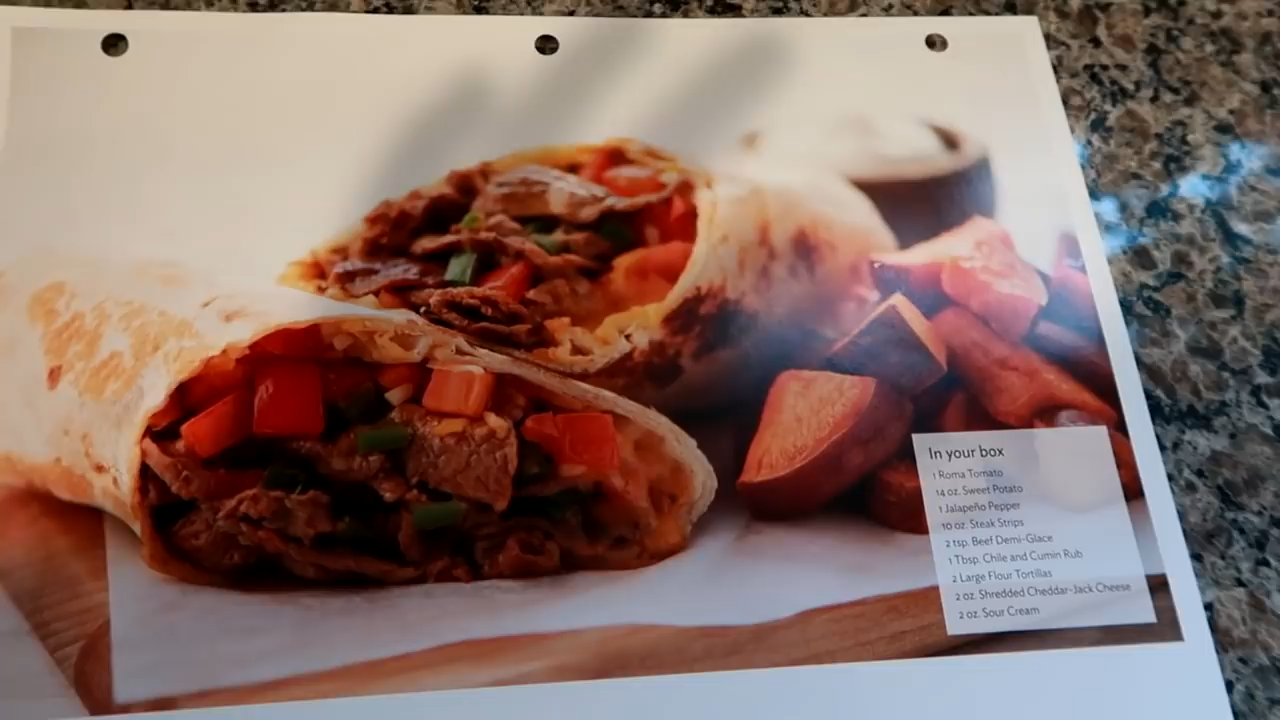 In your box
1 Roma Tomato
14 oz. Sweet Potato
1 Jalapeño Pepper
10 oz. Steak Strips
2 tsp. Beef Demi-Glace
1 Tbsp. Chile and Cumin Rub
2 Large Flour Tortillas
2 oz. Shredded Cheddar-Jack Cheese
2 oz. Sour Cream